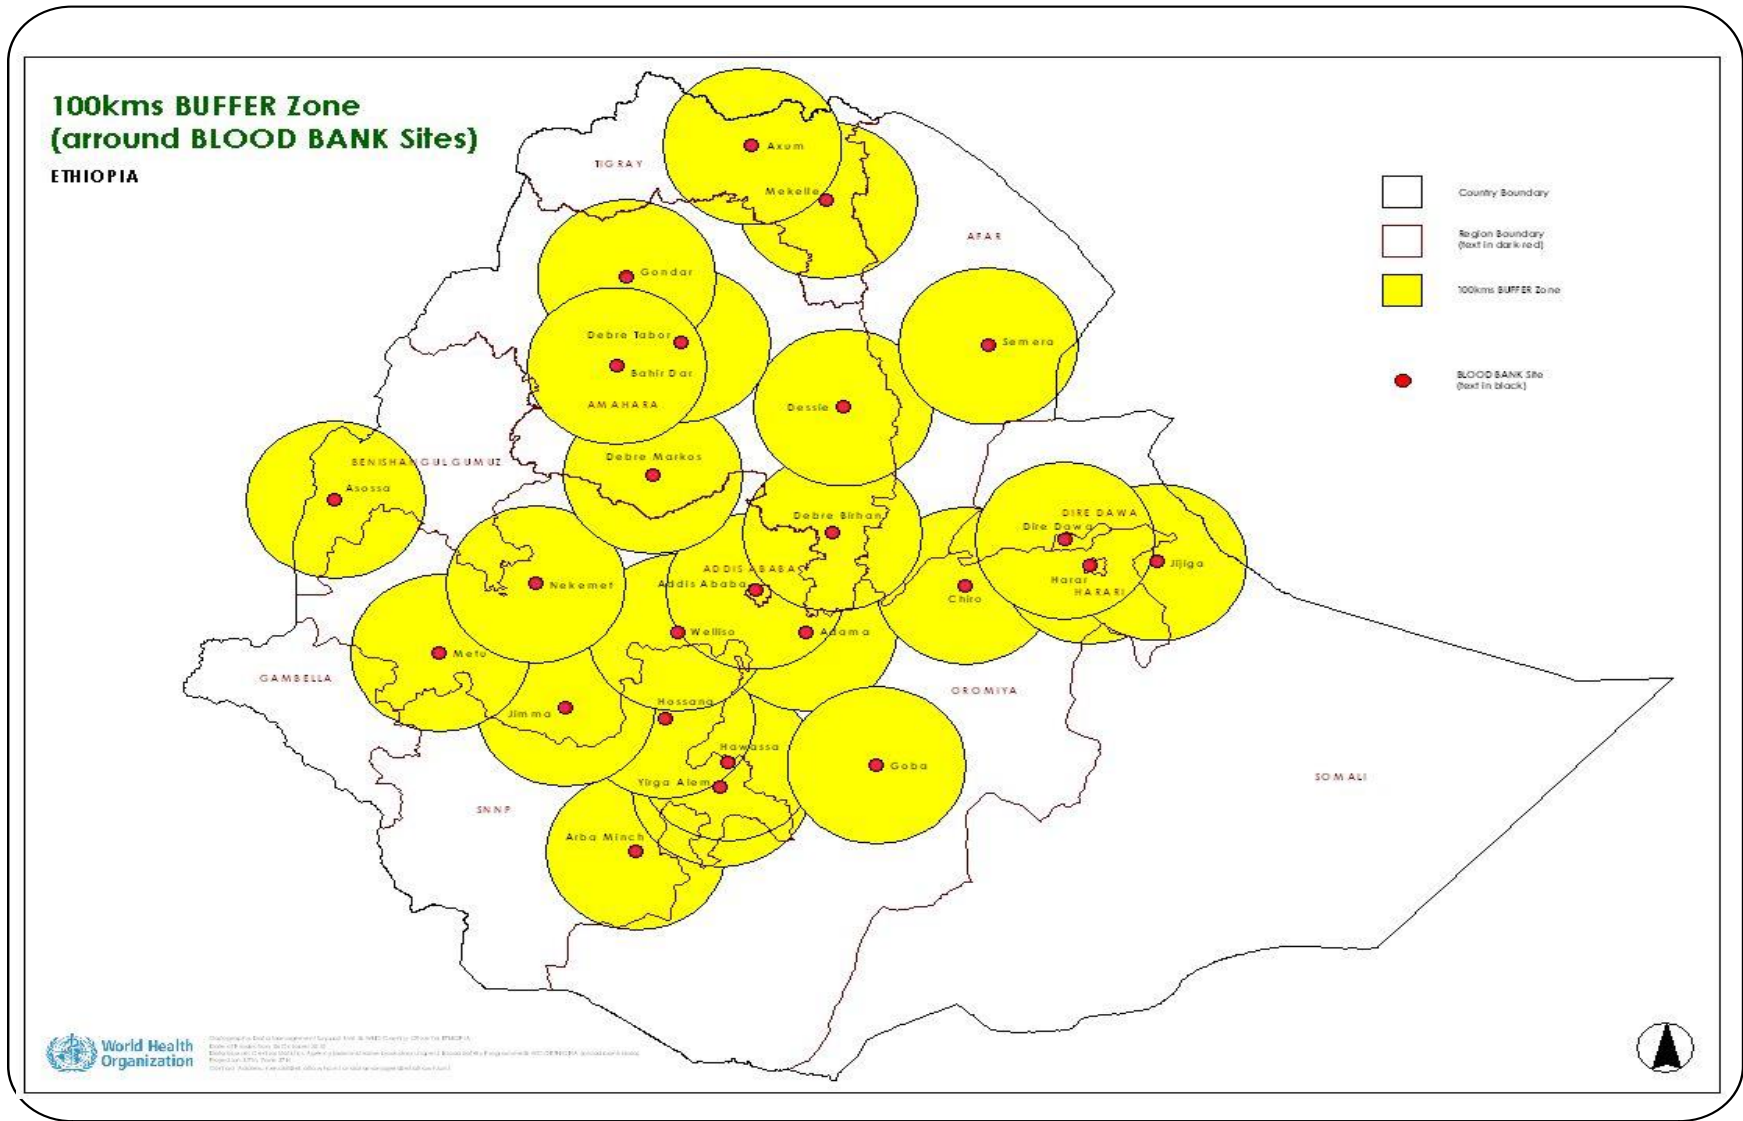 100kms BUFFER Zone
(arround BLOOD BANK Sites)
ETHIOPIA
Country Boundary
Region Boundary
(text in dark-red)
100kms BUFFER Zone
BLOOD BANK Site
(text in black)
TIGRAY
Axum
Mekelle
AFAR
Gondar
Debre Tabor
Bahir Dar
AMAHARA
Semera
Dessie
Debre Markos
BENISHANGUL GUMUZ
Asossa
Debre Birhan
DIRE DAWA
Dire Dawa
Jijiga
Harar
HARARI
Chiro
Nekemet
ADDIS ABABA
Addis Ababa
Welliso
Adama
Metu
GAMBELLA
OROMIYA
Jimma
Hossana
Hawassa
Goba
SOMALI
Yirga Alem
SNNP
Arba Minch
World Health
Organization